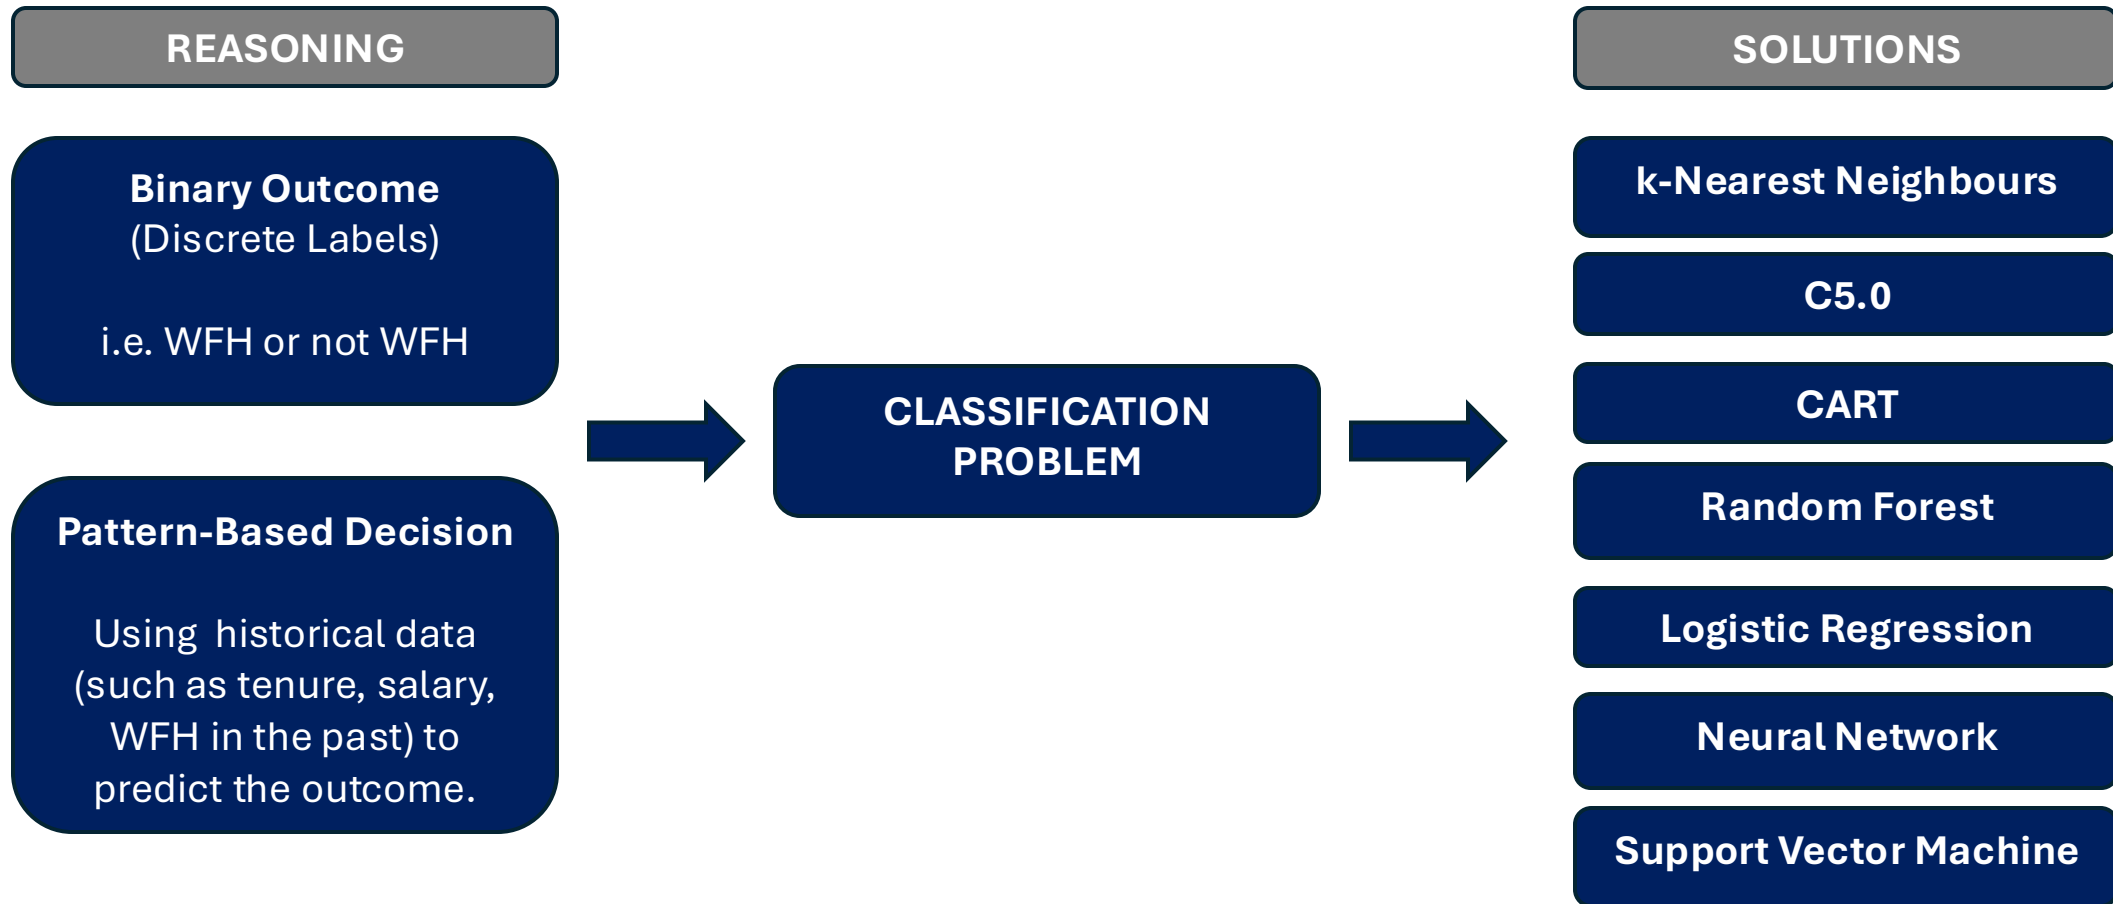 REASONING
Binary Outcome
(Discrete Labels)
i.e. WFH or not WFH
Pattern-Based Decision
Using historical data
(such as tenure, salary,
WFH in the past) to
predict the outcome.
CLASSIFICATION
PROBLEM
SOLUTIONS
k-Nearest Neighbours
C5.0
CART
Random Forest
Logistic Regression
Neural Network
Support Vector Machine